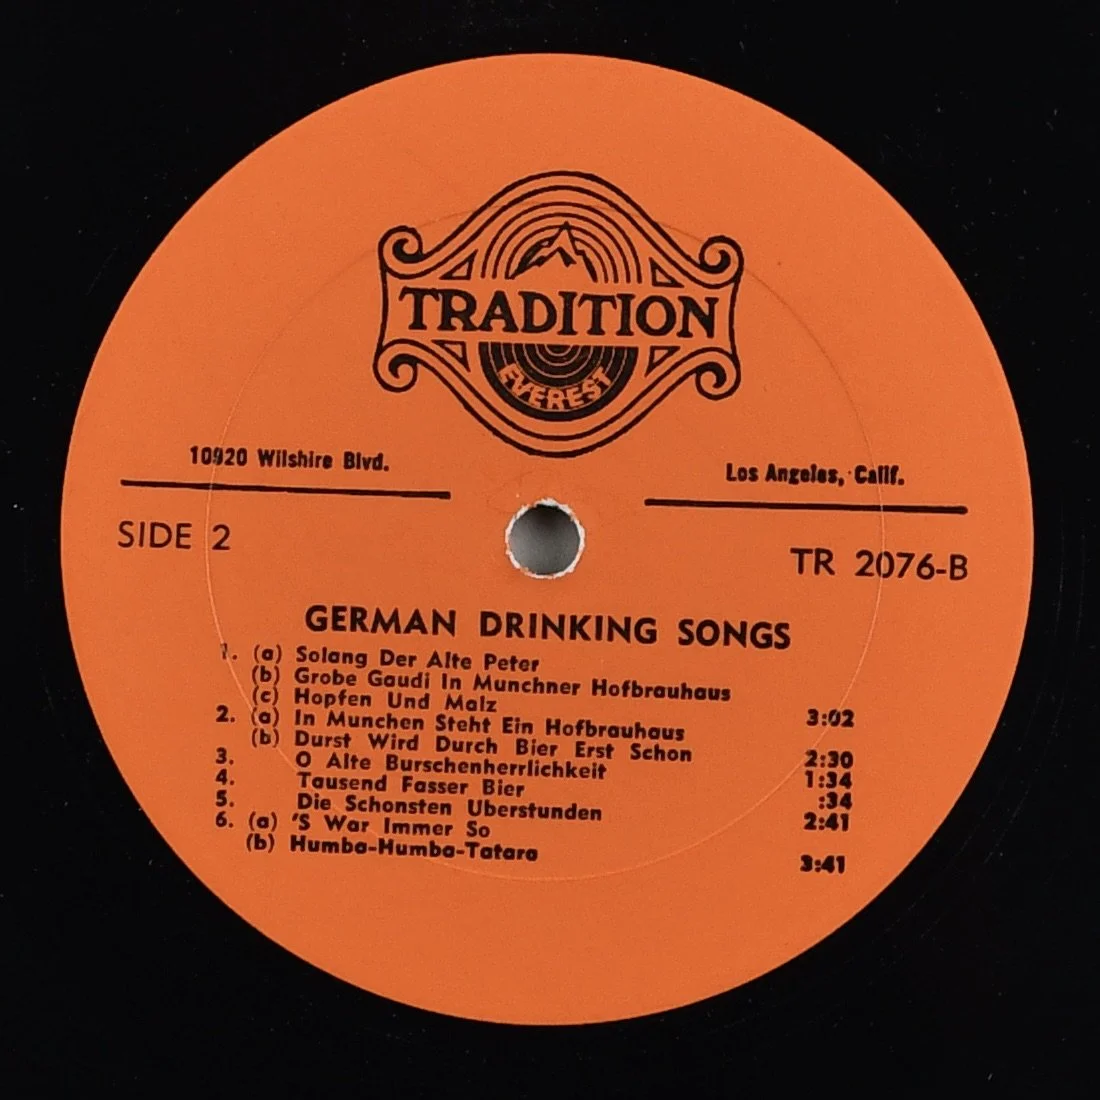 TRADITION
EVEREST
10920 Wilshire Blvd.
Los Angeles, Calif.
SIDE 2
TR 2076-B
GERMAN DRINKING SONGS
1. (a) Solang Der Alte Peter
(b) Grobe Gaudi In Munchner Hofbrauhaus
(c) Hopfen Und Malz 3:02
2. (a) In Munchen Steht Ein Hofbrauhaus
(b) Durst Wird Durch Bier Erst Schon 2:30
3. O Alte Burschenherrlichkeit 1:34
4. Tausend Fasser Bier :34
5. Die Schonsten Uberstunden 2:41
6. (a) 'S War Immer So
(b) Humba-Humba-Tatara 3:41